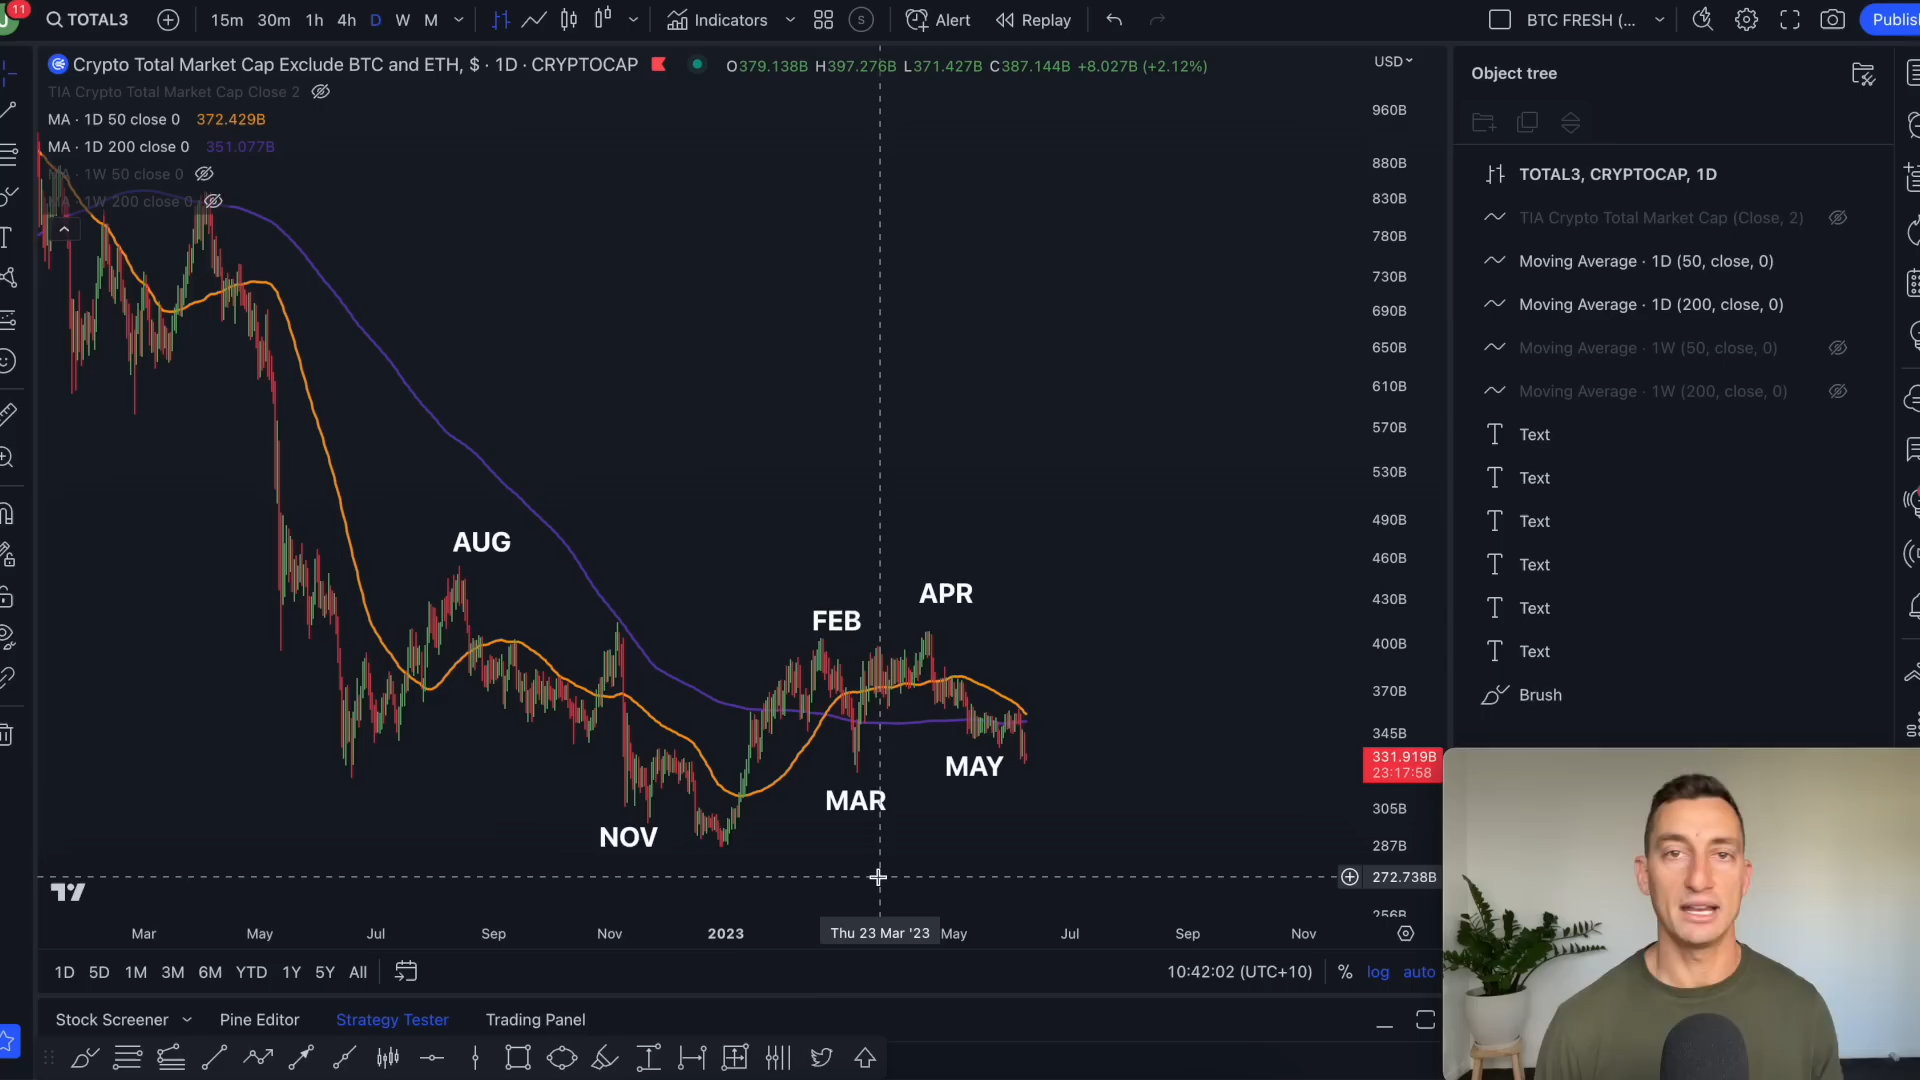 11
TOTAL3
15m 30m 1h 4h D W M
Indicators
S
Alert
Replay
BTC FRESH (...
Publis
Crypto Total Market Cap Exclude BTC and ETH, $ · 1D · CRYPTOCAP
O379.138B H397.276B L371.427B C387.144B +8.027B (+2.12%)
USD
TIA Crypto Total Market Cap Close 2
MA · 1D 50 close 0 372.429B
MA · 1D 200 close 0 351.077B
MA · 1W 50 close 0
MA · 1W 200 close 0
960B
880B
830B
780B
730B
690B
650B
610B
570B
530B
490B
460B
430B
400B
370B
345B
331.919B
23:17:58
305B
287B
272.738B
256B
AUG
APR
FEB
MAY
MAR
NOV
Mar May Jul Sep Nov 2023 Thu 23 Mar '23 May Jul Sep Nov
1D 5D 1M 3M 6M YTD 1Y 5Y All
10:42:02 (UTC+10) % log auto
Stock Screener Pine Editor Strategy Tester Trading Panel
Object tree
TOTAL3, CRYPTOCAP, 1D
TIA Crypto Total Market Cap (Close, 2)
Moving Average · 1D (50, close, 0)
Moving Average · 1D (200, close, 0)
Moving Average · 1W (50, close, 0)
Moving Average · 1W (200, close, 0)
Text
Text
Text
Text
Text
Text
Brush